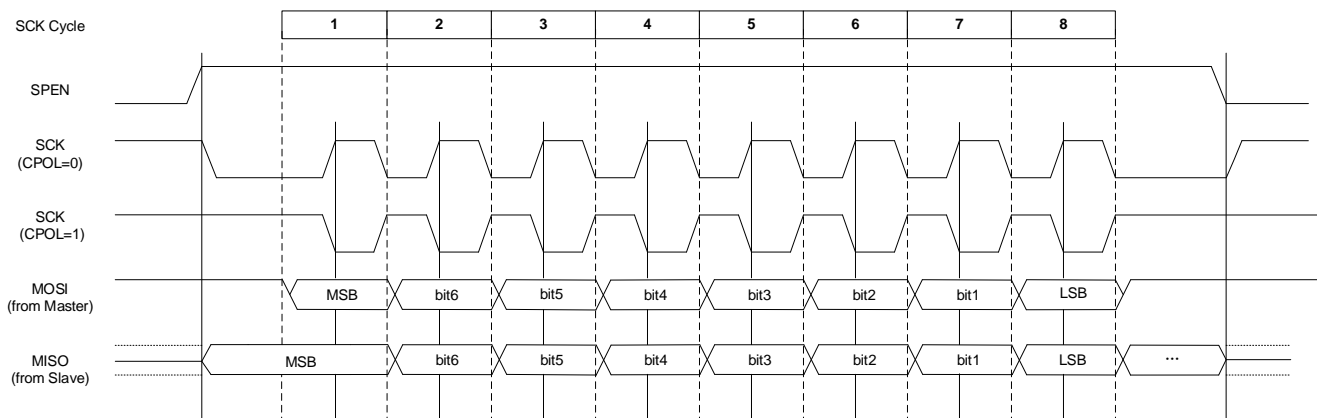 SCK Cycle 1 2 3 4 5 6 7 8
SPEN
SCK
(CPOL=0)
SCK
(CPOL=1)
MOSI
(from Master)
MSB bit6 bit5 bit4 bit3 bit2 bit1 LSB
MISO
(from Slave)
MSB bit6 bit5 bit4 bit3 bit2 bit1 LSB ...